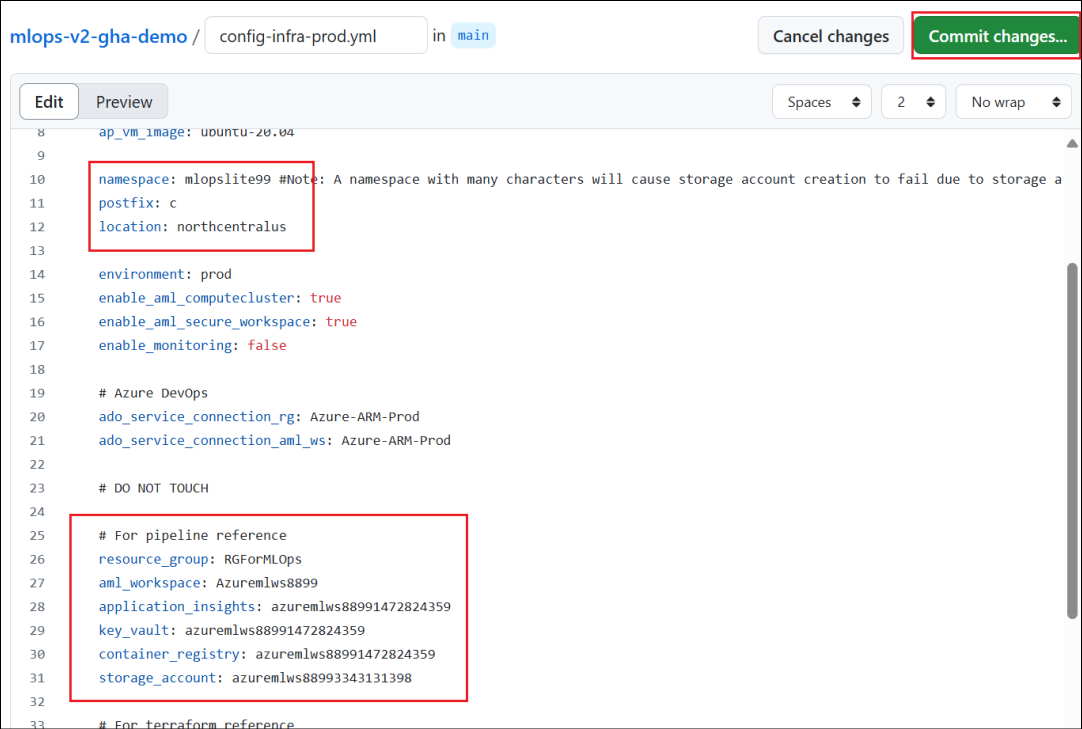 mlops-v2-gha-demo / config-infra-prod.yml in main Cancel changes Commit changes...
Edit Preview Spaces 2 No wrap
8 ap_vm_image: ubuntu-20.04
9
10 namespace: mlopslite99 #Note: A namespace with many characters will cause storage account creation to fail due to storage a
11 postfix: c
12 location: northcentralus
13
14 environment: prod
15 enable_aml_computecluster: true
16 enable_aml_secure_workspace: true
17 enable_monitoring: false
18
19 # Azure DevOps
20 ado_service_connection_rg: Azure-ARM-Prod
21 ado_service_connection_aml_ws: Azure-ARM-Prod
22
23 # DO NOT TOUCH
24
25 # For pipeline reference
26 resource_group: RGForMLOps
27 aml_workspace: Azuremlws8899
28 application_insights: azuremlws88991472824359
29 key_vault: azuremlws88991472824359
30 container_registry: azuremlws88991472824359
31 storage_account: azuremlws88993343131398
32
33 # For terraform reference